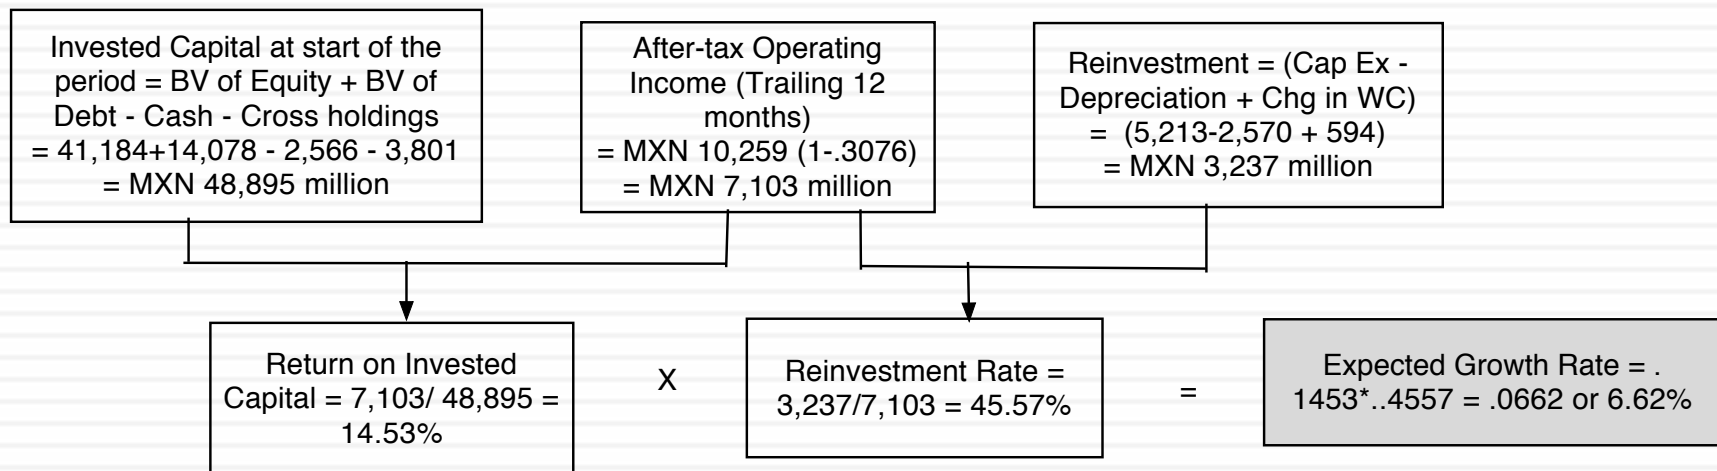 Invested Capital at start of the
period = BV of Equity + BV of
Debt - Cash - Cross holdings
= 41,184+14,078 - 2,566 - 3,801
= MXN 48,895 million
After-tax Operating
Income (Trailing 12
months)
= MXN 10,259 (1-.3076)
= MXN 7,103 million
Reinvestment = (Cap Ex -
Depreciation + Chg in WC)
= (5,213-2,570 + 594)
= MXN 3,237 million
Return on Invested
Capital = 7,103/ 48,895 =
14.53%
X
Reinvestment Rate =
3,237/7,103 = 45.57%
=
Expected Growth Rate = .
1453*..4557 = .0662 or 6.62%